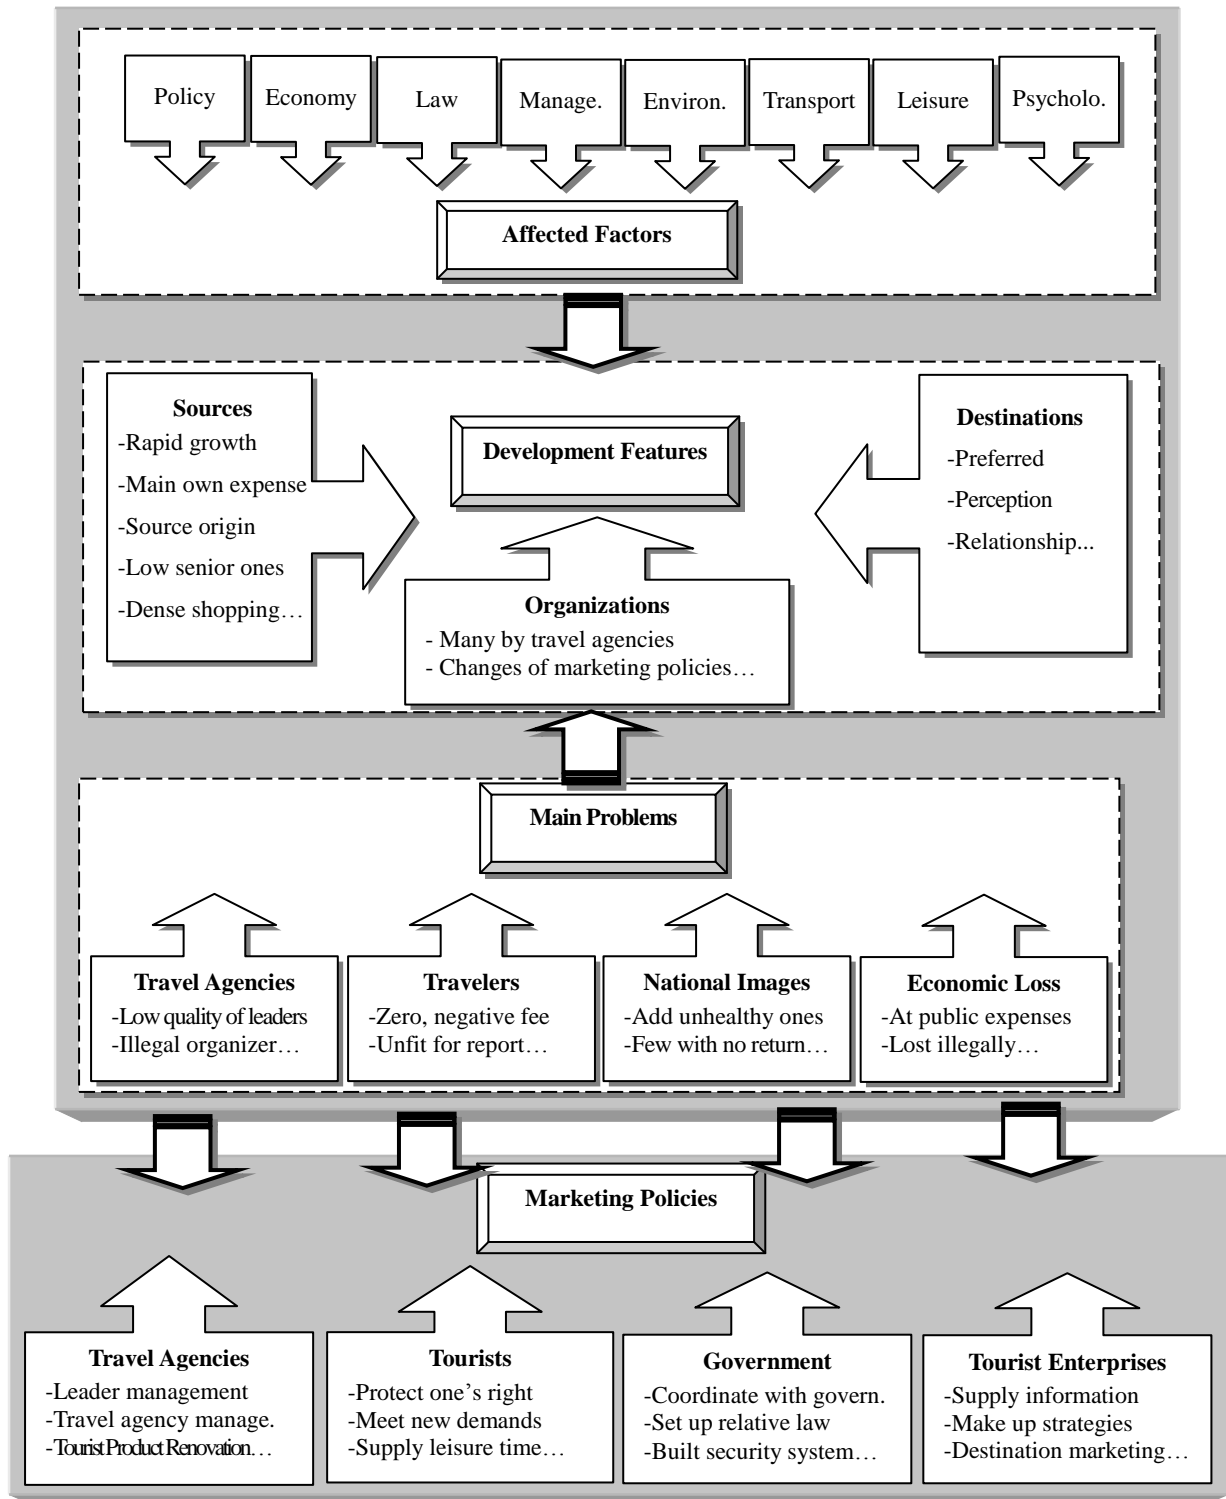 Policy
Economy
Law
Manage.
Environ.
Transport
Leisure
Psycholo.
Affected Factors
Sources
-Rapid growth
-Main own expense
-Source origin
-Low senior ones
-Dense shopping…
Development Features
Destinations
-Preferred
-Perception
-Relationship...
Organizations
- Many by travel agencies
- Changes of marketing policies…
Main Problems
Travel Agencies
-Low quality of leaders
-Illegal organizer…
Travelers
-Zero, negative fee
-Unfit for report…
National Images
-Add unhealthy ones
-Few with no return…
Economic Loss
-At public expenses
-Lost illegally…
Marketing Policies
Travel Agencies
-Leader management
-Travel agency manage.
-Tourist Product Renovation…
Tourists
-Protect one’s right
-Meet new demands
-Supply leisure time…
Government
-Coordinate with govern.
-Set up relative law
-Built security system…
Tourist Enterprises
-Supply information
-Make up strategies
-Destination marketing…